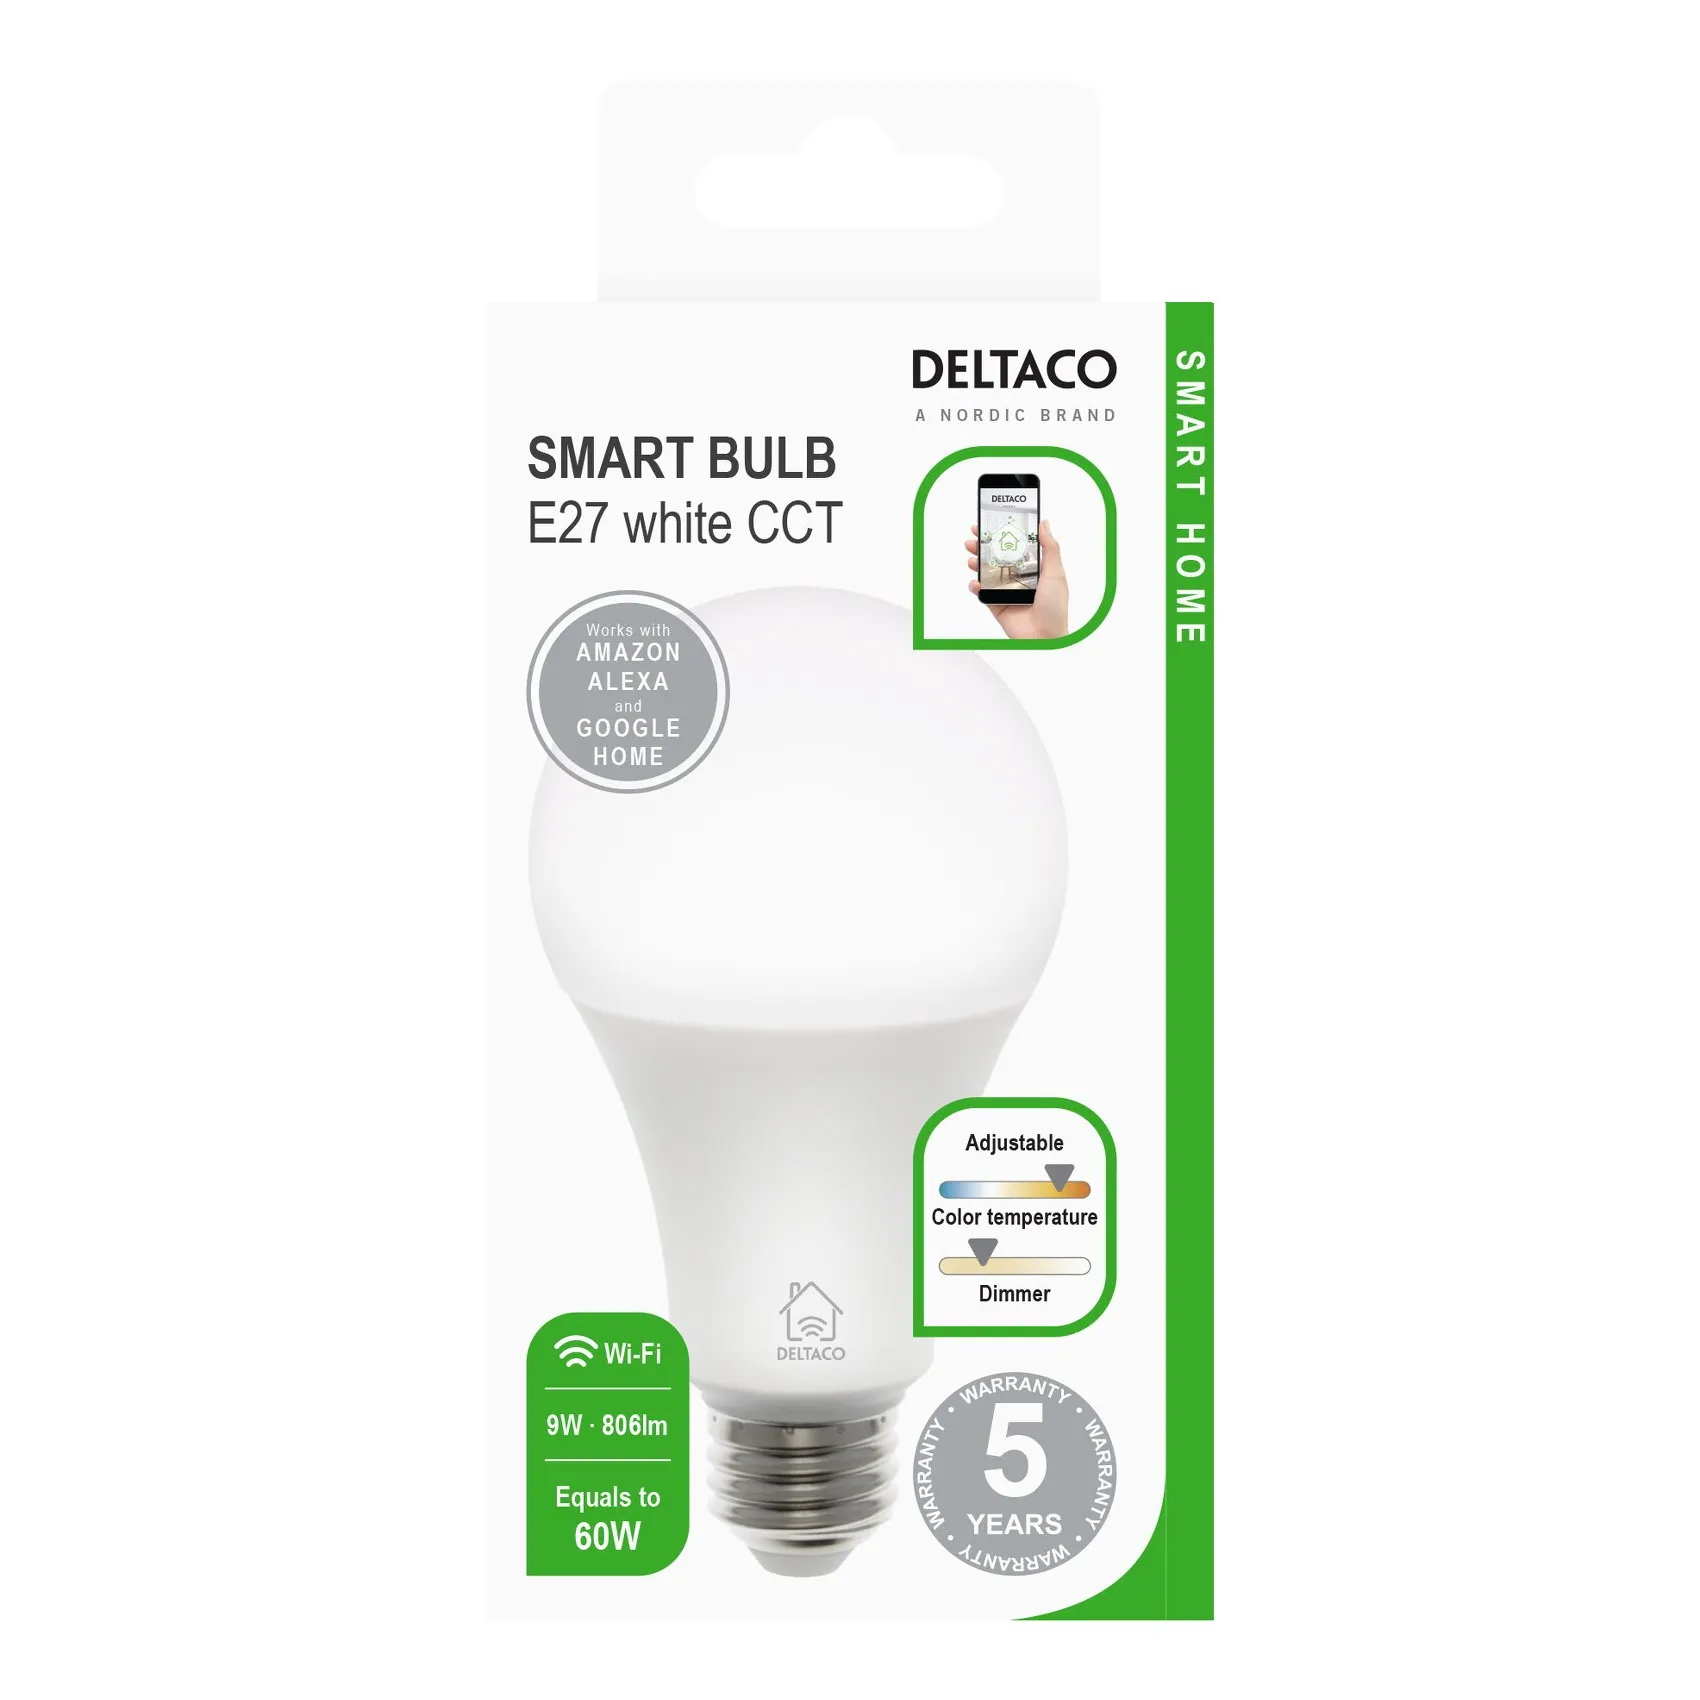 DELTACO
A NORDIC BRAND
SMART HOME
SMART BULB
E27 white CCT
DELTACO
Works with
AMAZON
ALEXA
and
GOOGLE
HOME
Adjustable
Color temperature
Dimmer
DELTACO
Wi-Fi
9W · 806lm
Equals to
60W
WARRANTY · WARRANTY · WARRANTY · WARRANTY ·
5
YEARS